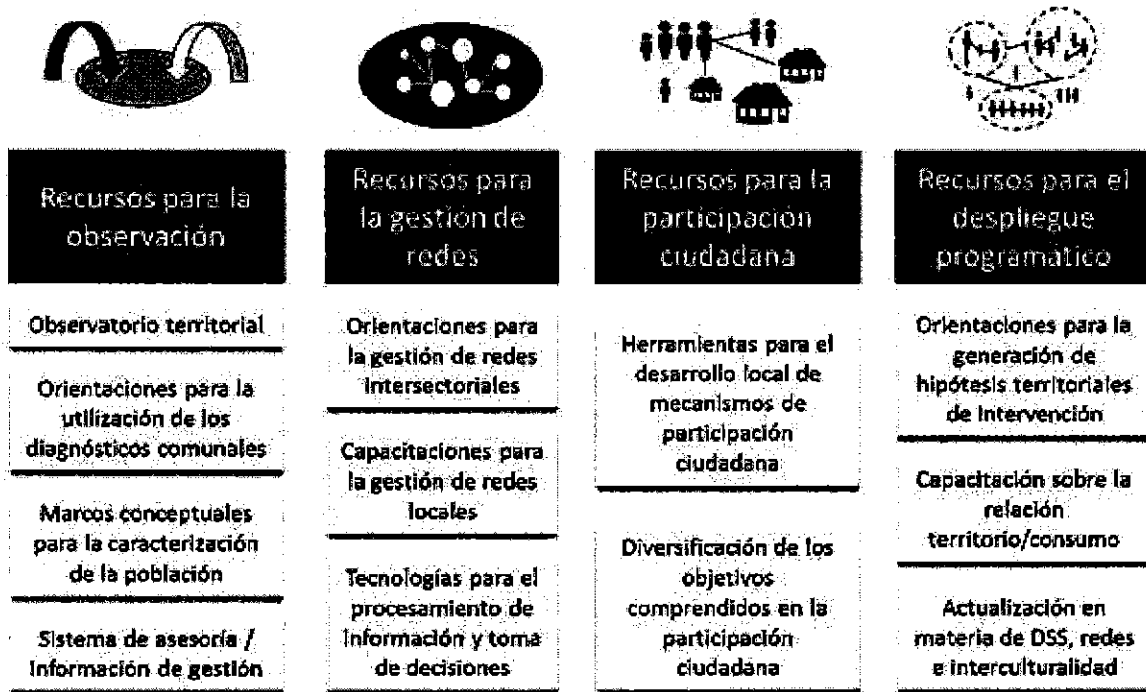 Recursos para la
observación
Observatorio territorial
Orientaciones para la
utilización de los
diagnósticos comunales
Marcos conceptuales
para la caracterización
de la población
Sistema de asesoría /
Información de gestión
Recursos para
la gestión de
redes
Orientaciones para
la gestión de redes
Intersectoriales
Capacitaciones para
la gestión de redes
locales
Tecnologías para el
procesamiento de
Información y toma
de decisiones
Recursos para la
participación
ciudadana
Herramientas para el
desarrollo local de
mecanismos de
participación
ciudadana
Diversificación de los
objetivos
comprendidos en la
participación
ciudadana
Recursos para el
despliegue
programático
Orientaciones para la
generación de
hipótesis territoriales
de Intervención
Capacitación sobre la
relación
territorio/consumo
Actualización en
materia de DSS, redes
e interculturalidad